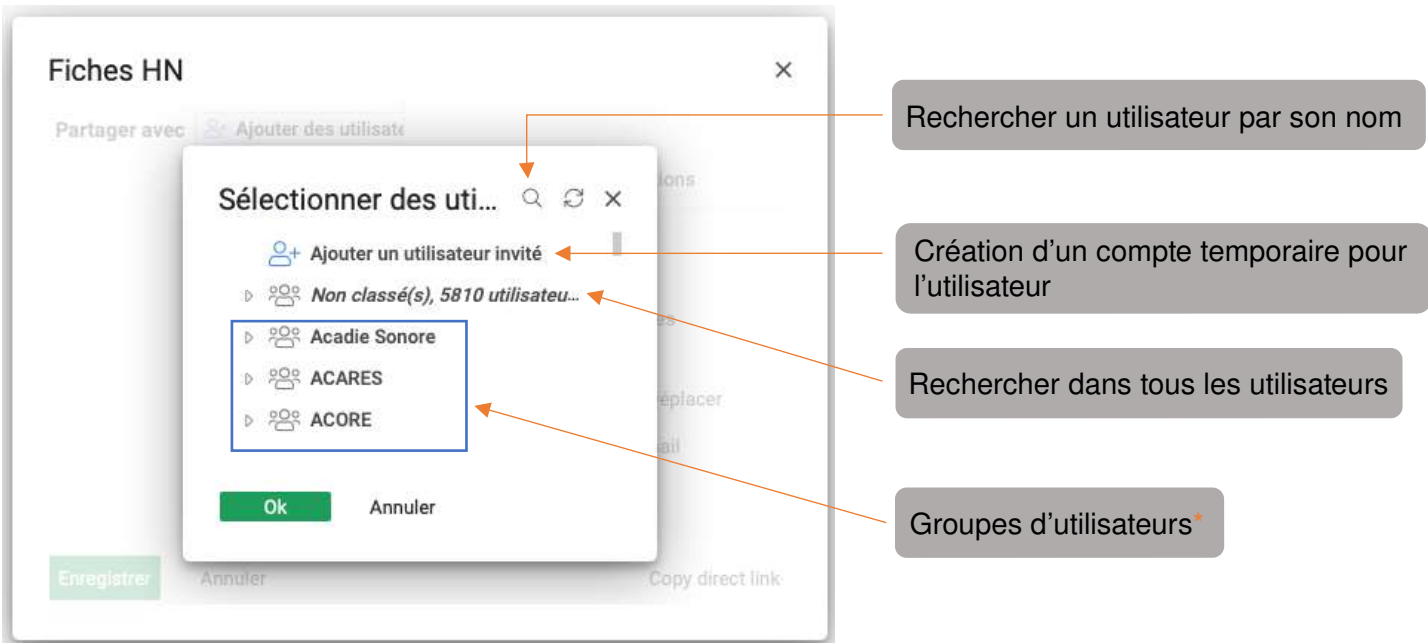 Fiches HN
Partager avec Ajouter des utilisate
Rechercher un utilisateur par son nom
Sélectionner des uti...
ions
Ajouter un utilisateur invité
Création d’un compte temporaire pour
l’utilisateur
Non classé(s), 5810 utilisateu...
es
Acadie Sonore
ACARES
Rechercher dans tous les utilisateurs
éplacer
ACORE
ail
Ok Annuler
Groupes d’utilisateurs*
Enregistrer Annuler Copy direct link